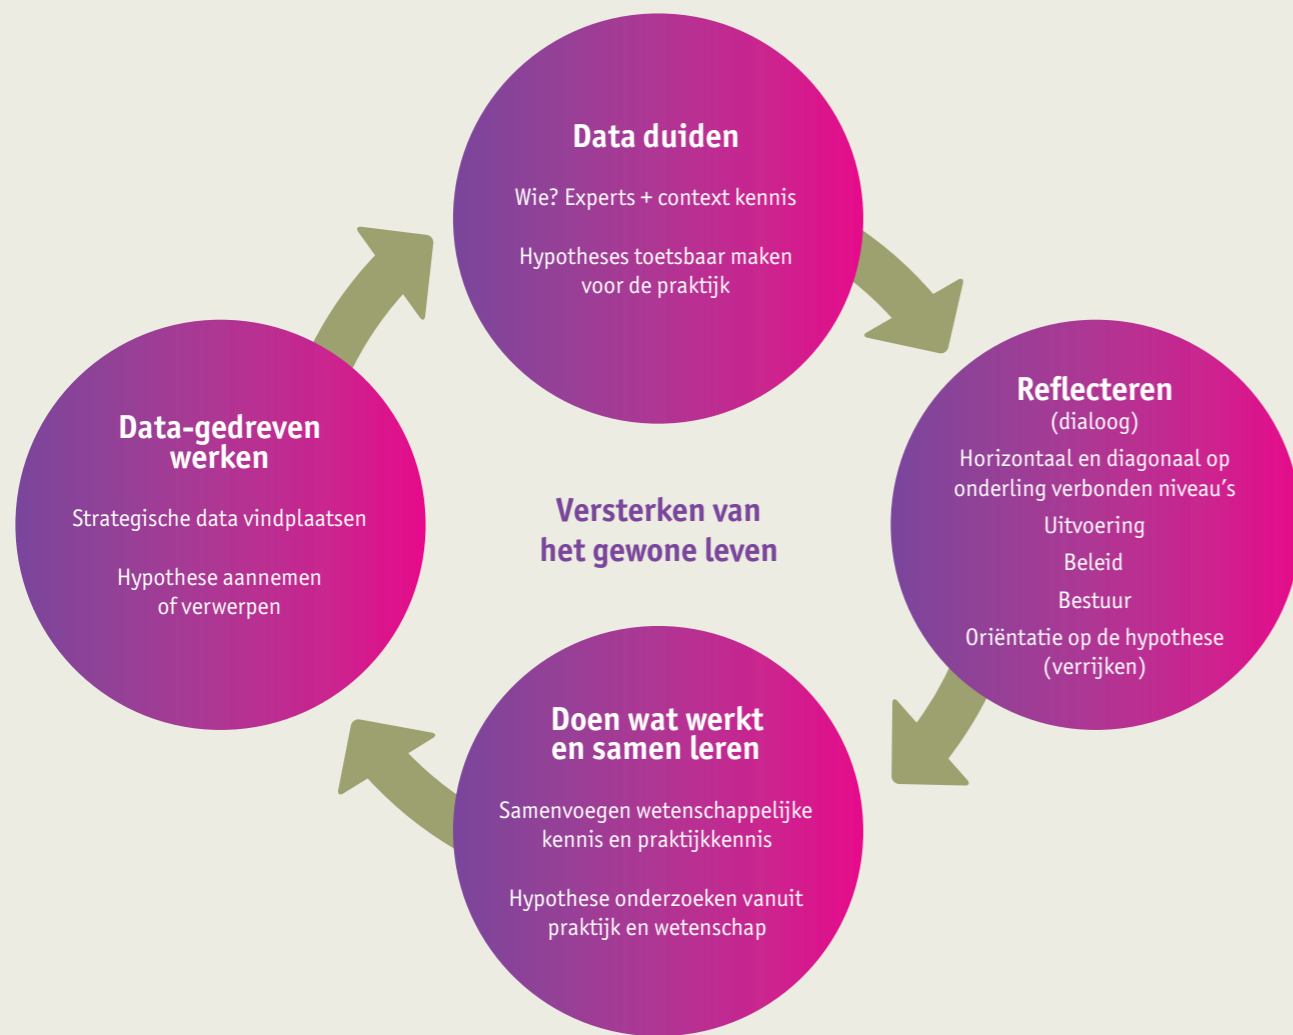 Data duiden
Wie? Experts + context kennis
Hypotheses toetsbaar maken
voor de praktijk
Reflecteren
(dialoog)
Horizontaal en diagonaal op
onderling verbonden niveau's
Uitvoering
Beleid
Bestuur
Oriëntatie op de hypothese
(verrijken)
Doen wat werkt
en samen leren
Samenvoegen wetenschappelijke
kennis en praktijkkennis
Hypothese onderzoeken vanuit
praktijk en wetenschap
Data-gedreven
werken
Strategische data vindplaatsen
Hypothese aannemen
of verwerpen
Versterken van
het gewone leven